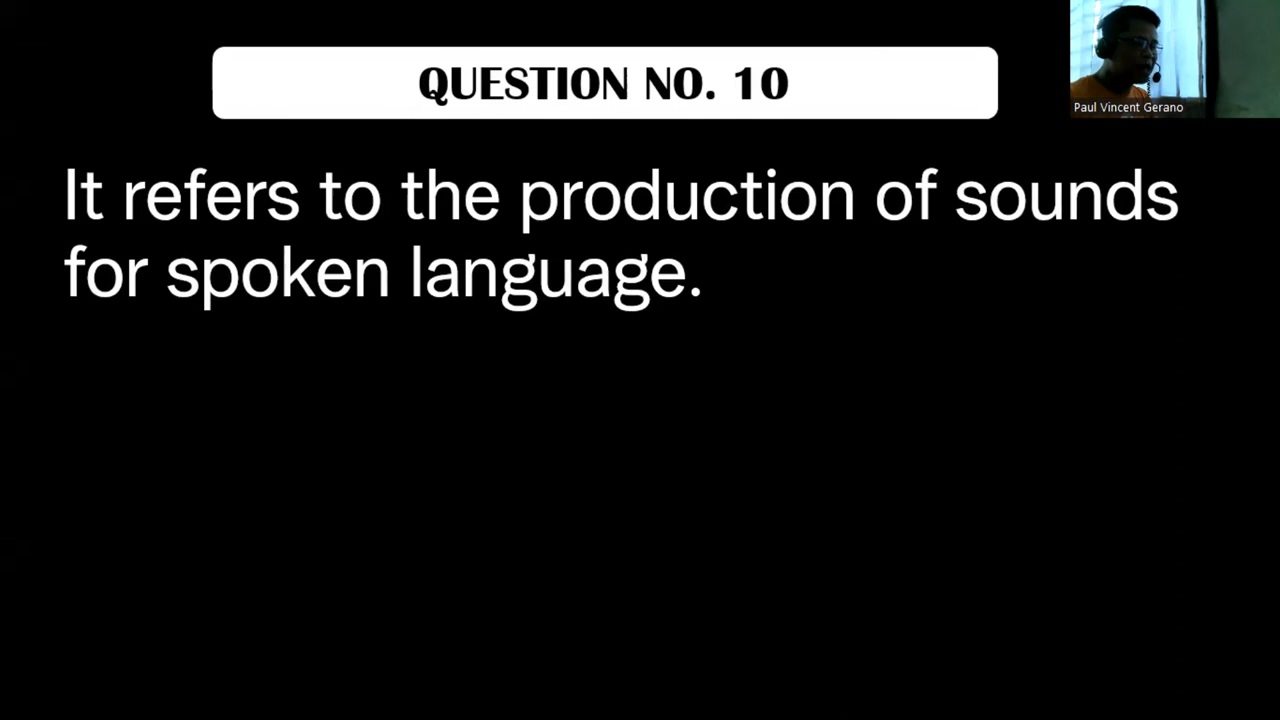 QUESTION NO. 10
Paul Vincent Gerano
It refers to the production of sounds
for spoken language.